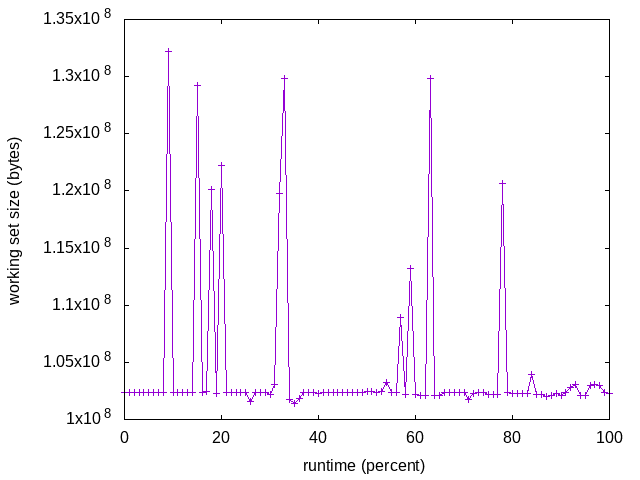 1.35x10 8
1.3x10 8
1.25x10 8
1.2x10 8
1.15x10 8
1.1x10 8
1.05x10 8
1x10 8
working set size (bytes)
0 20 40 60 80 100
runtime (percent)